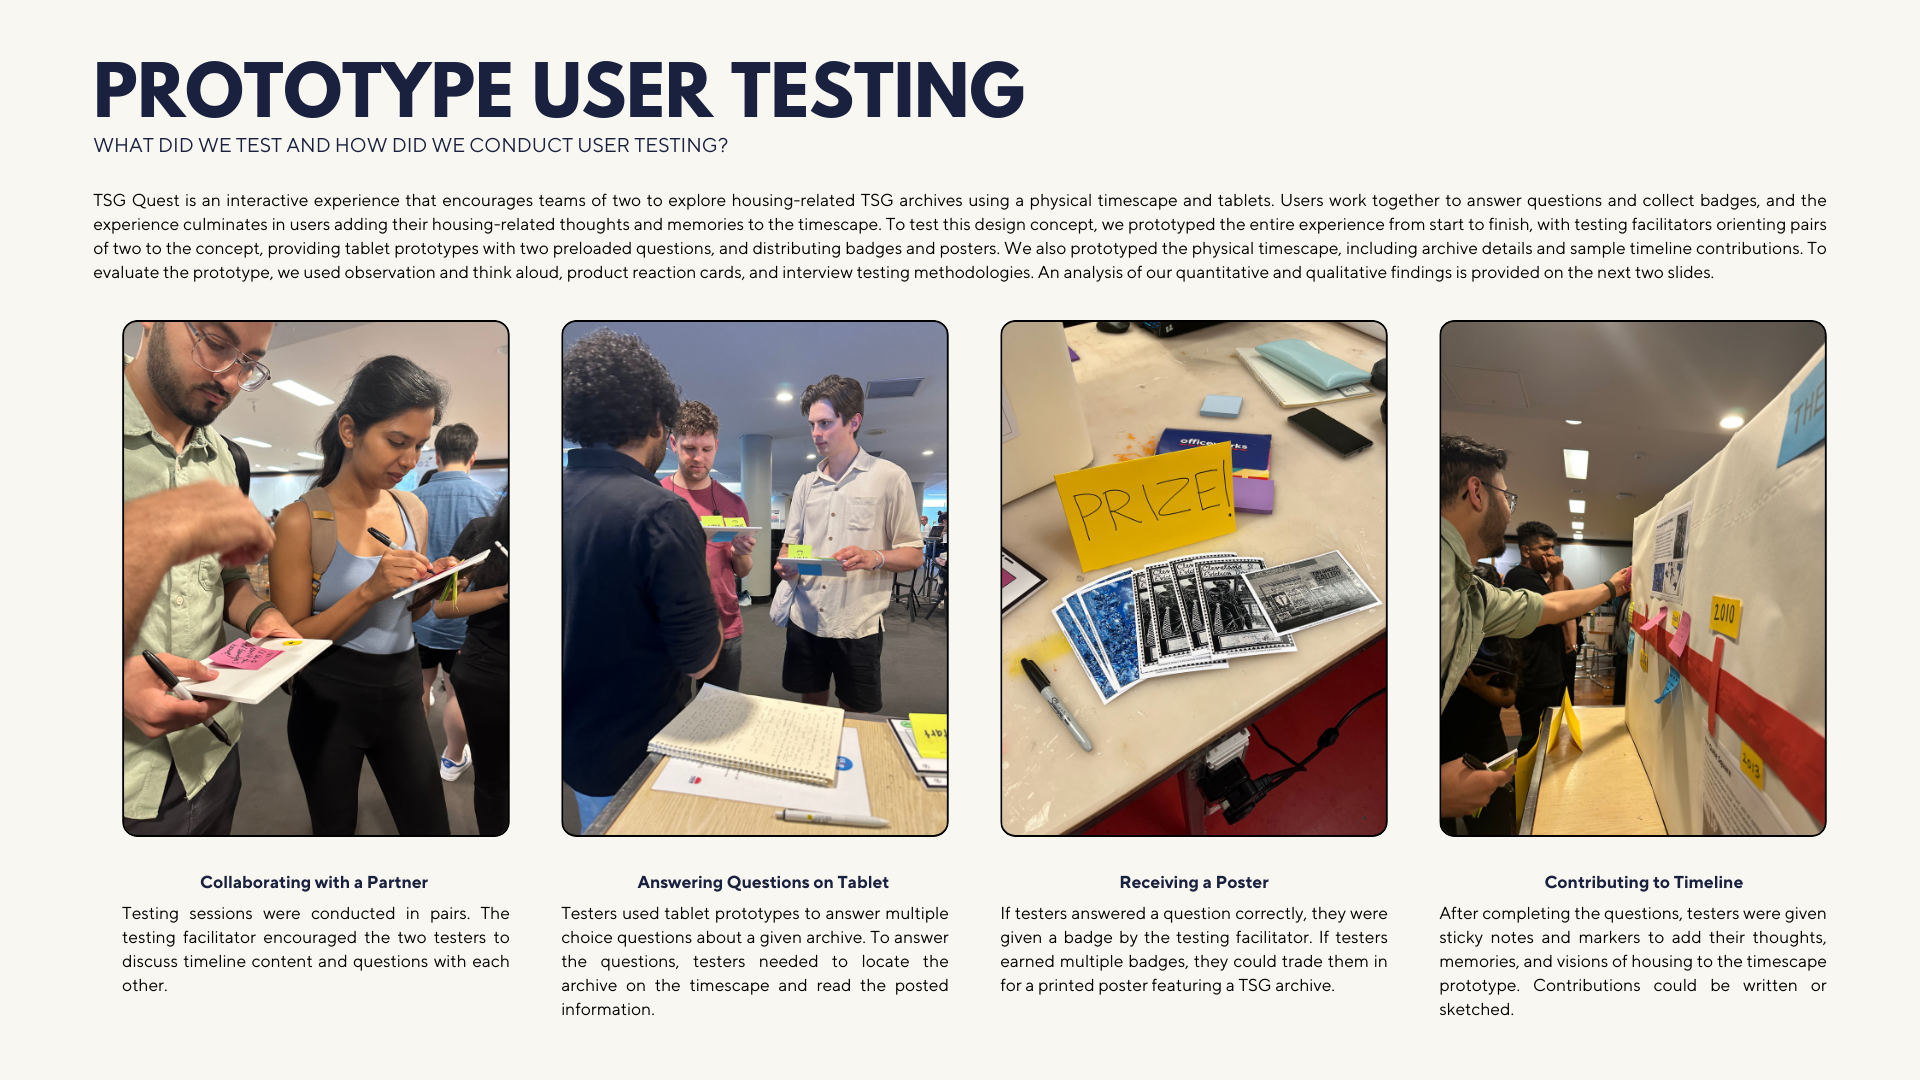 PROTOTYPE USER TESTING
WHAT DID WE TEST AND HOW DID WE CONDUCT USER TESTING?
TSG Quest is an interactive experience that encourages teams of two to explore housing-related TSG archives using a physical timescape and tablets. Users work together to answer questions and collect badges, and the
experience culminates in users adding their housing-related thoughts and memories to the timescape. To test this design concept, we prototyped the entire experience from start to finish, with testing facilitators orienting pairs
of two to the concept, providing tablet prototypes with two preloaded questions, and distributing badges and posters. We also prototyped the physical timescape, including archive details and sample timeline contributions. To
evaluate the prototype, we used observation and think aloud, product reaction cards, and interview testing methodologies. An analysis of our quantitative and qualitative findings is provided on the next two slides.
officeworks
PRIZE!
THE
2010
2013
Collaborating with a Partner
Testing sessions were conducted in pairs. The
testing facilitator encouraged the two testers to
discuss timeline content and questions with each
other.
Answering Questions on Tablet
Testers used tablet prototypes to answer multiple
choice questions about a given archive. To answer
the questions, testers needed to locate the
archive on the timescape and read the posted
information.
Receiving a Poster
If testers answered a question correctly, they were
given a badge by the testing facilitator. If testers
earned multiple badges, they could trade them in
for a printed poster featuring a TSG archive.
Contributing to Timeline
After completing the questions, testers were given
sticky notes and markers to add their thoughts,
memories, and visions of housing to the timescape
prototype. Contributions could be written or
sketched.